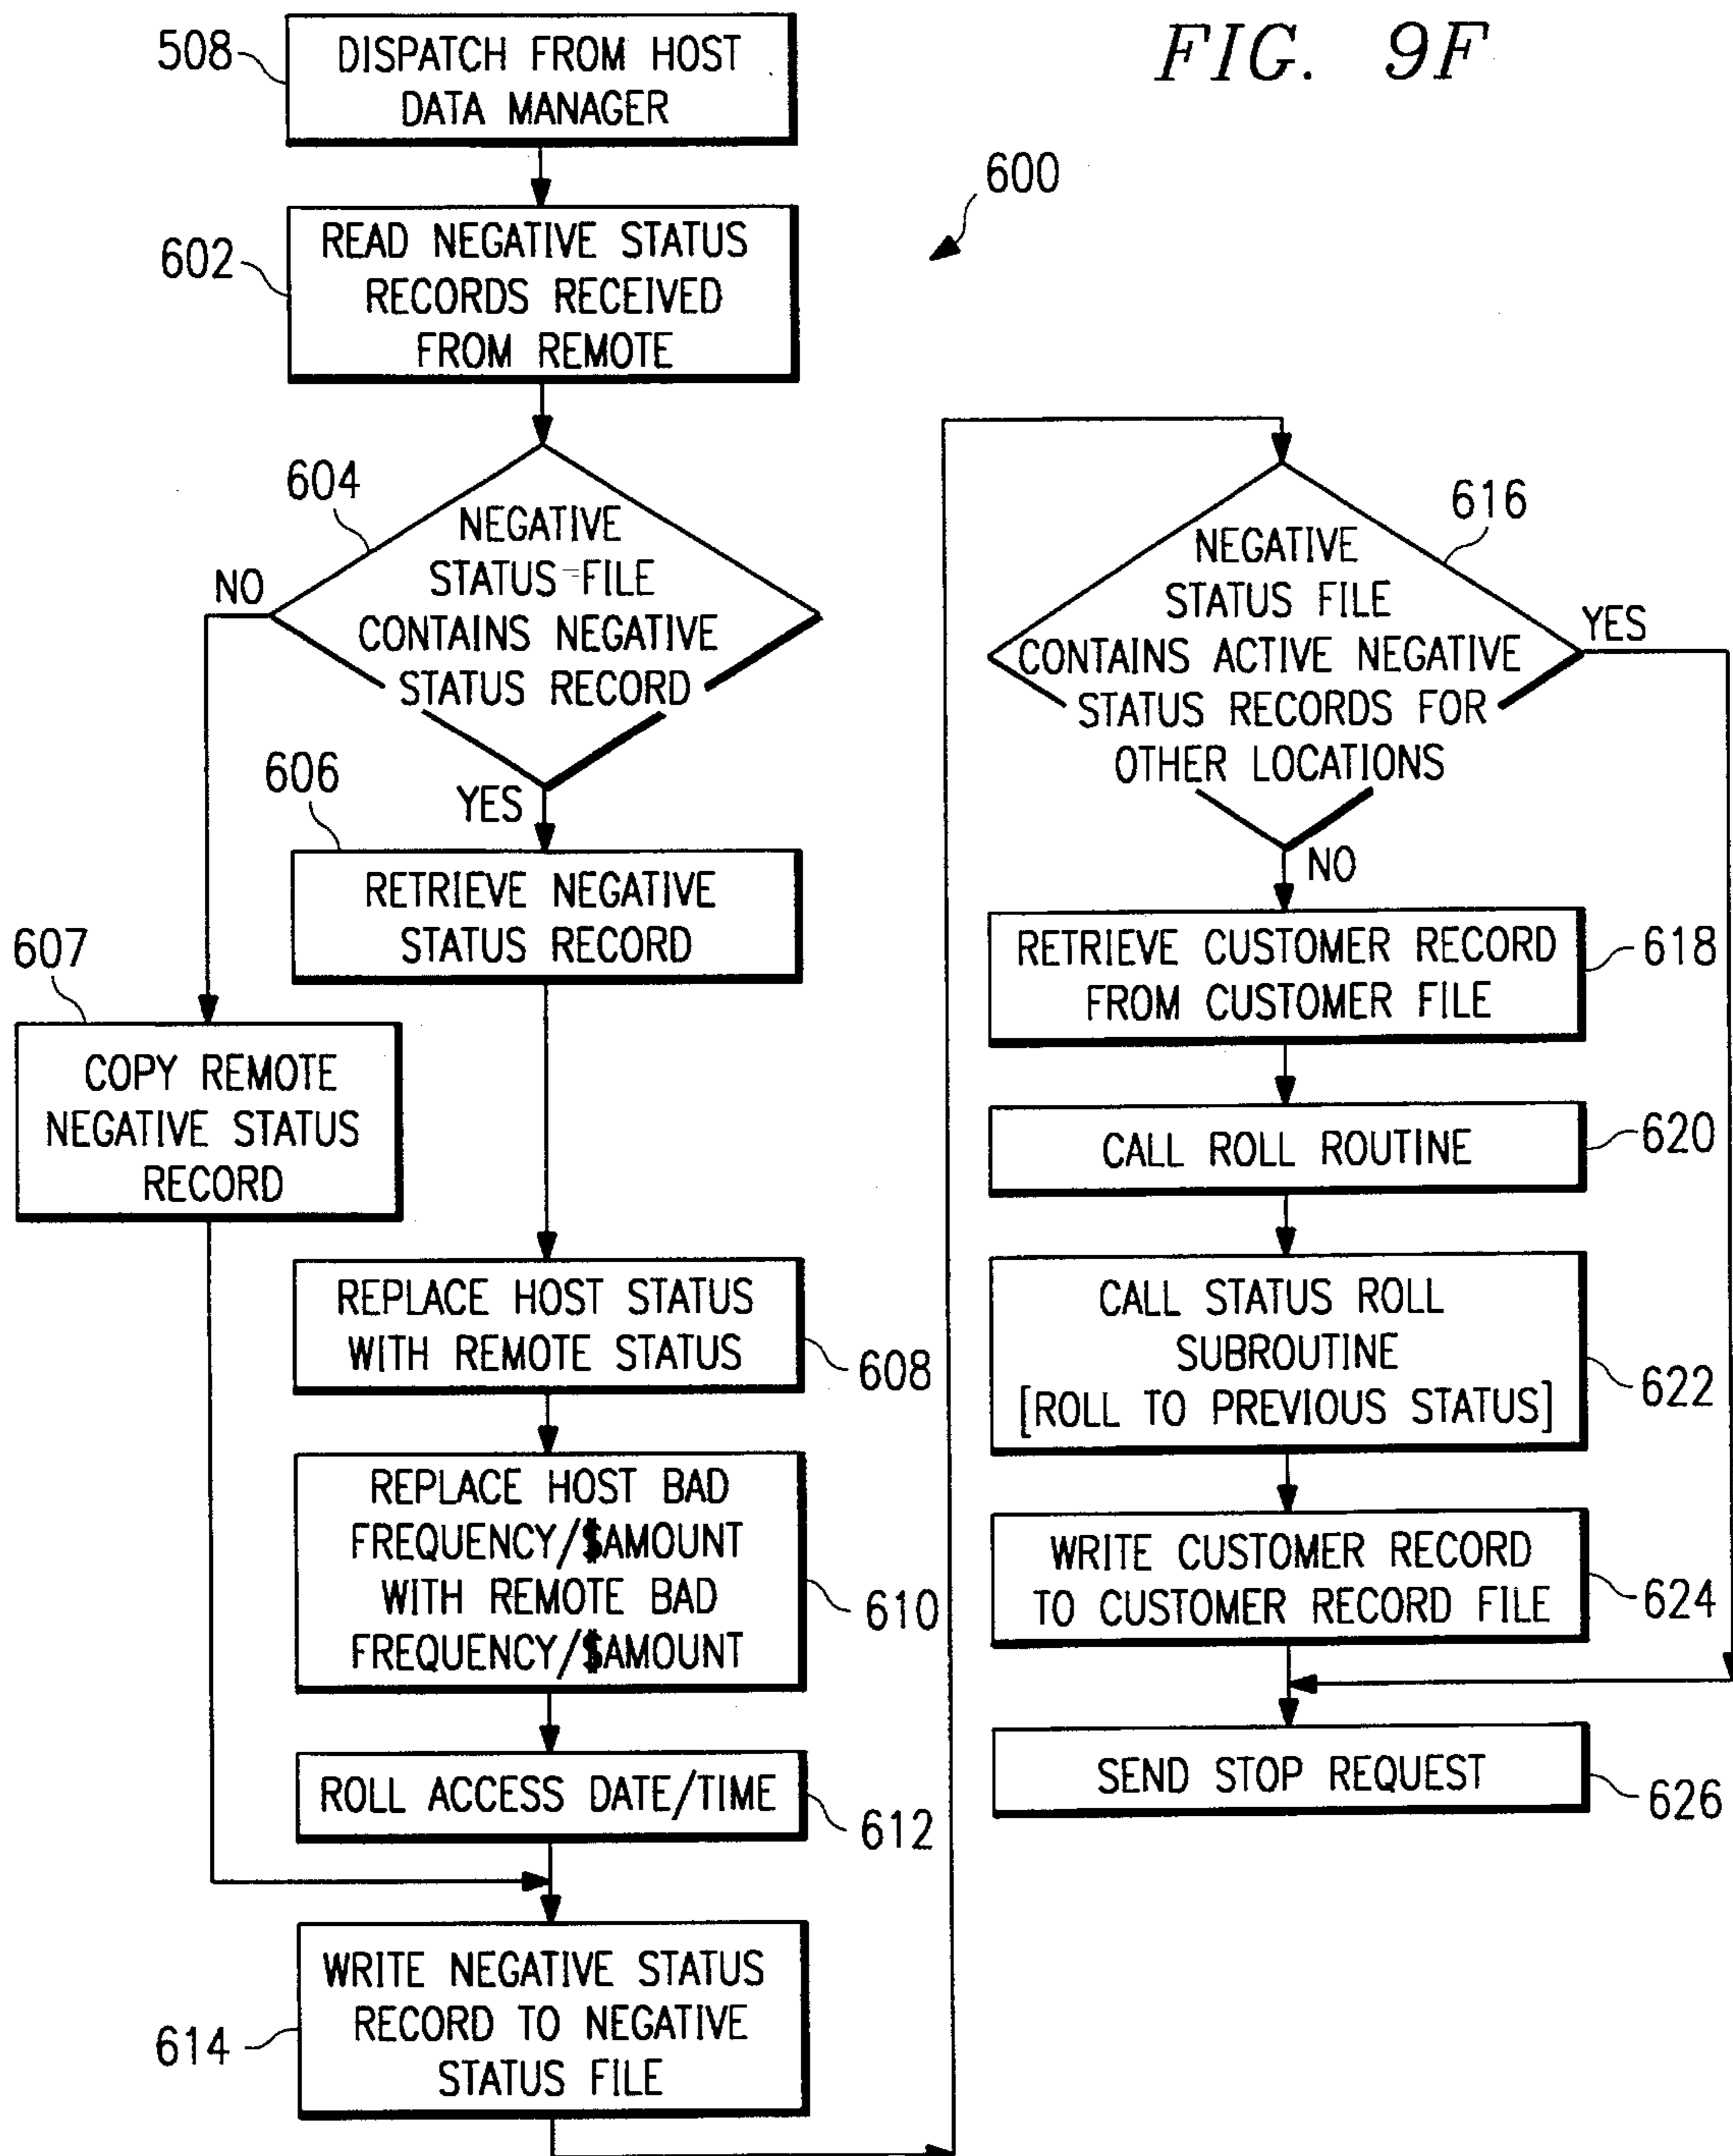 FIG. 9F
508
DISPATCH FROM HOST
DATA MANAGER
600
602
READ NEGATIVE STATUS
RECORDS RECEIVED
FROM REMOTE
604
NEGATIVE
STATUS FILE
CONTAINS NEGATIVE
STATUS RECORD
NO
YES
606
RETRIEVE NEGATIVE
STATUS RECORD
607
COPY REMOTE
NEGATIVE STATUS
RECORD
REPLACE HOST STATUS
WITH REMOTE STATUS
608
REPLACE HOST BAD
FREQUENCY/$AMOUNT
WITH REMOTE BAD
FREQUENCY/$AMOUNT
610
ROLL ACCESS DATE/TIME
612
614
WRITE NEGATIVE STATUS
RECORD TO NEGATIVE
STATUS FILE
616
NEGATIVE
STATUS FILE
CONTAINS ACTIVE NEGATIVE
STATUS RECORDS FOR
OTHER LOCATIONS
YES
NO
RETRIEVE CUSTOMER RECORD
FROM CUSTOMER FILE
618
CALL ROLL ROUTINE
620
CALL STATUS ROLL
SUBROUTINE
[ROLL TO PREVIOUS STATUS]
622
WRITE CUSTOMER RECORD
TO CUSTOMER RECORD FILE
624
SEND STOP REQUEST
626